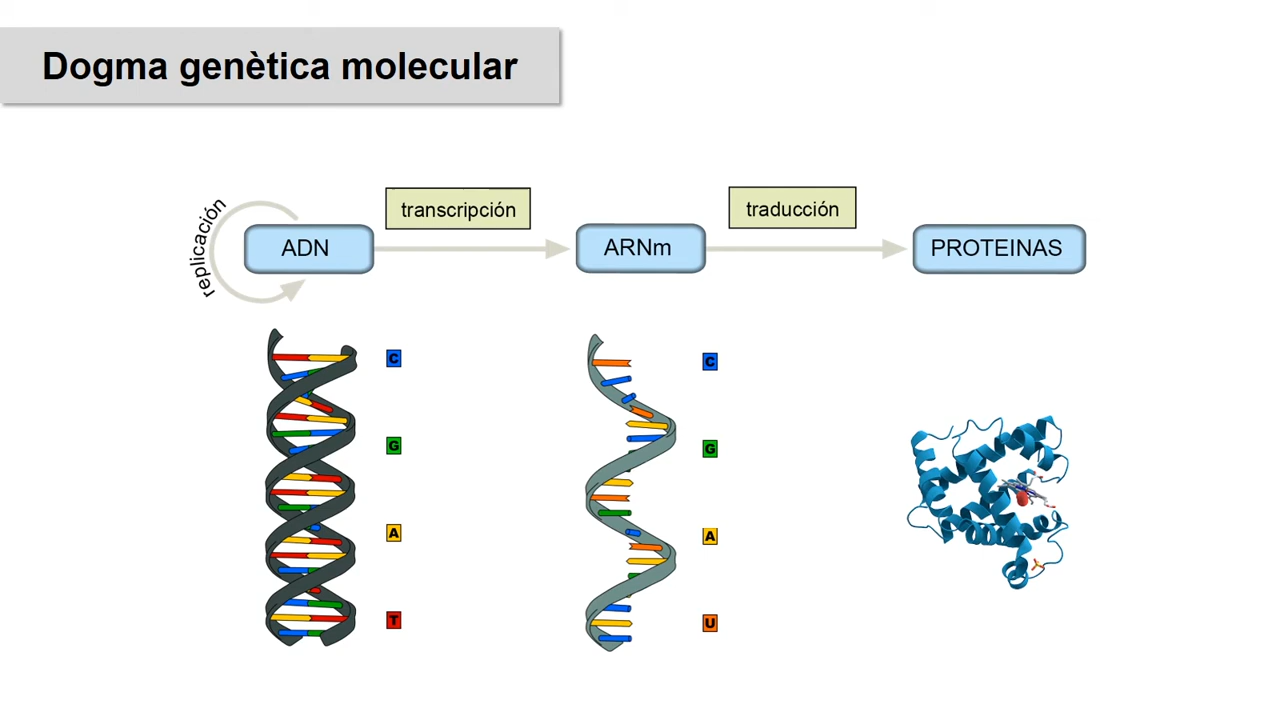 Dogma genètica molecular
transcripción
traducción
replicación
ADN
ARNm
PROTEINAS
C
C
G
G
A
A
T
U